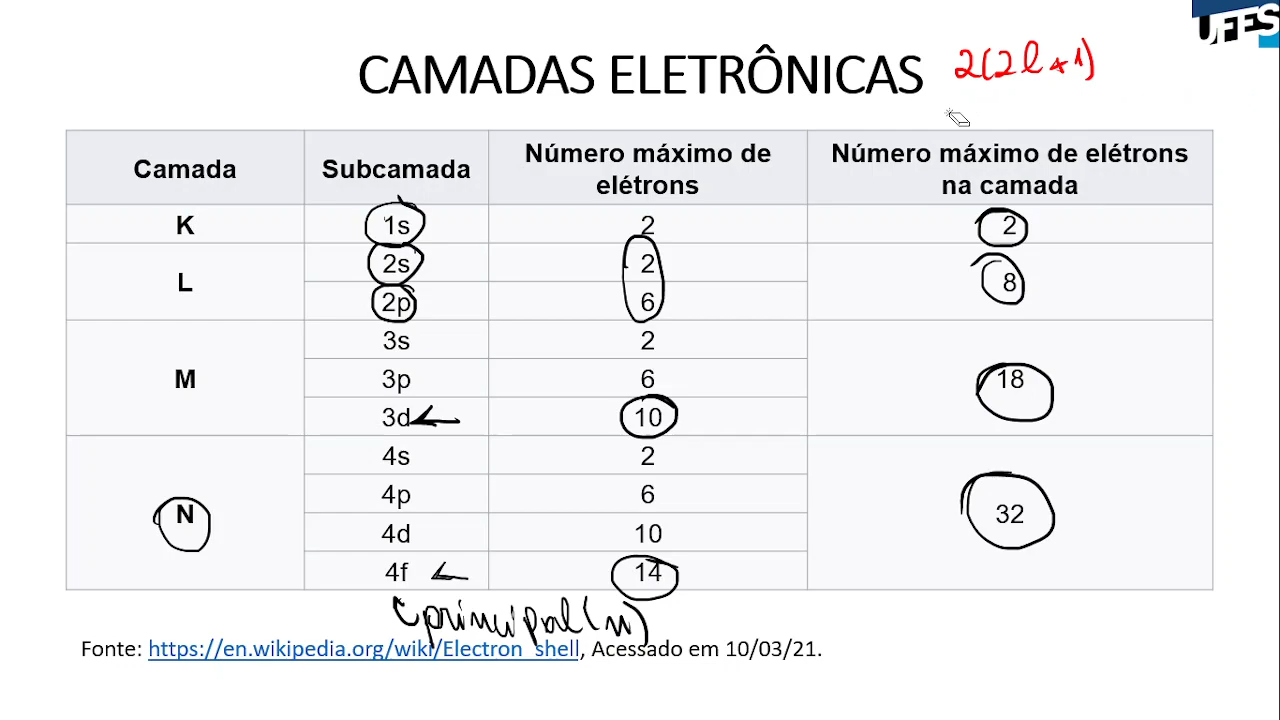 UFES
CAMADAS ELETRÔNICAS
2(2l+1)
Camada Subcamada Número máximo de elétrons Número máximo de elétrons na camada
K 1s 2 2
L 2s 2 8
2p 6
M 3s 2 18
3p 6
3d 10
N 4s 2 32
4p 6
4d 10
4f 14
principal(n)
Fonte: https://en.wikipedia.org/wiki/Electron_shell, Acessado em 10/03/21.